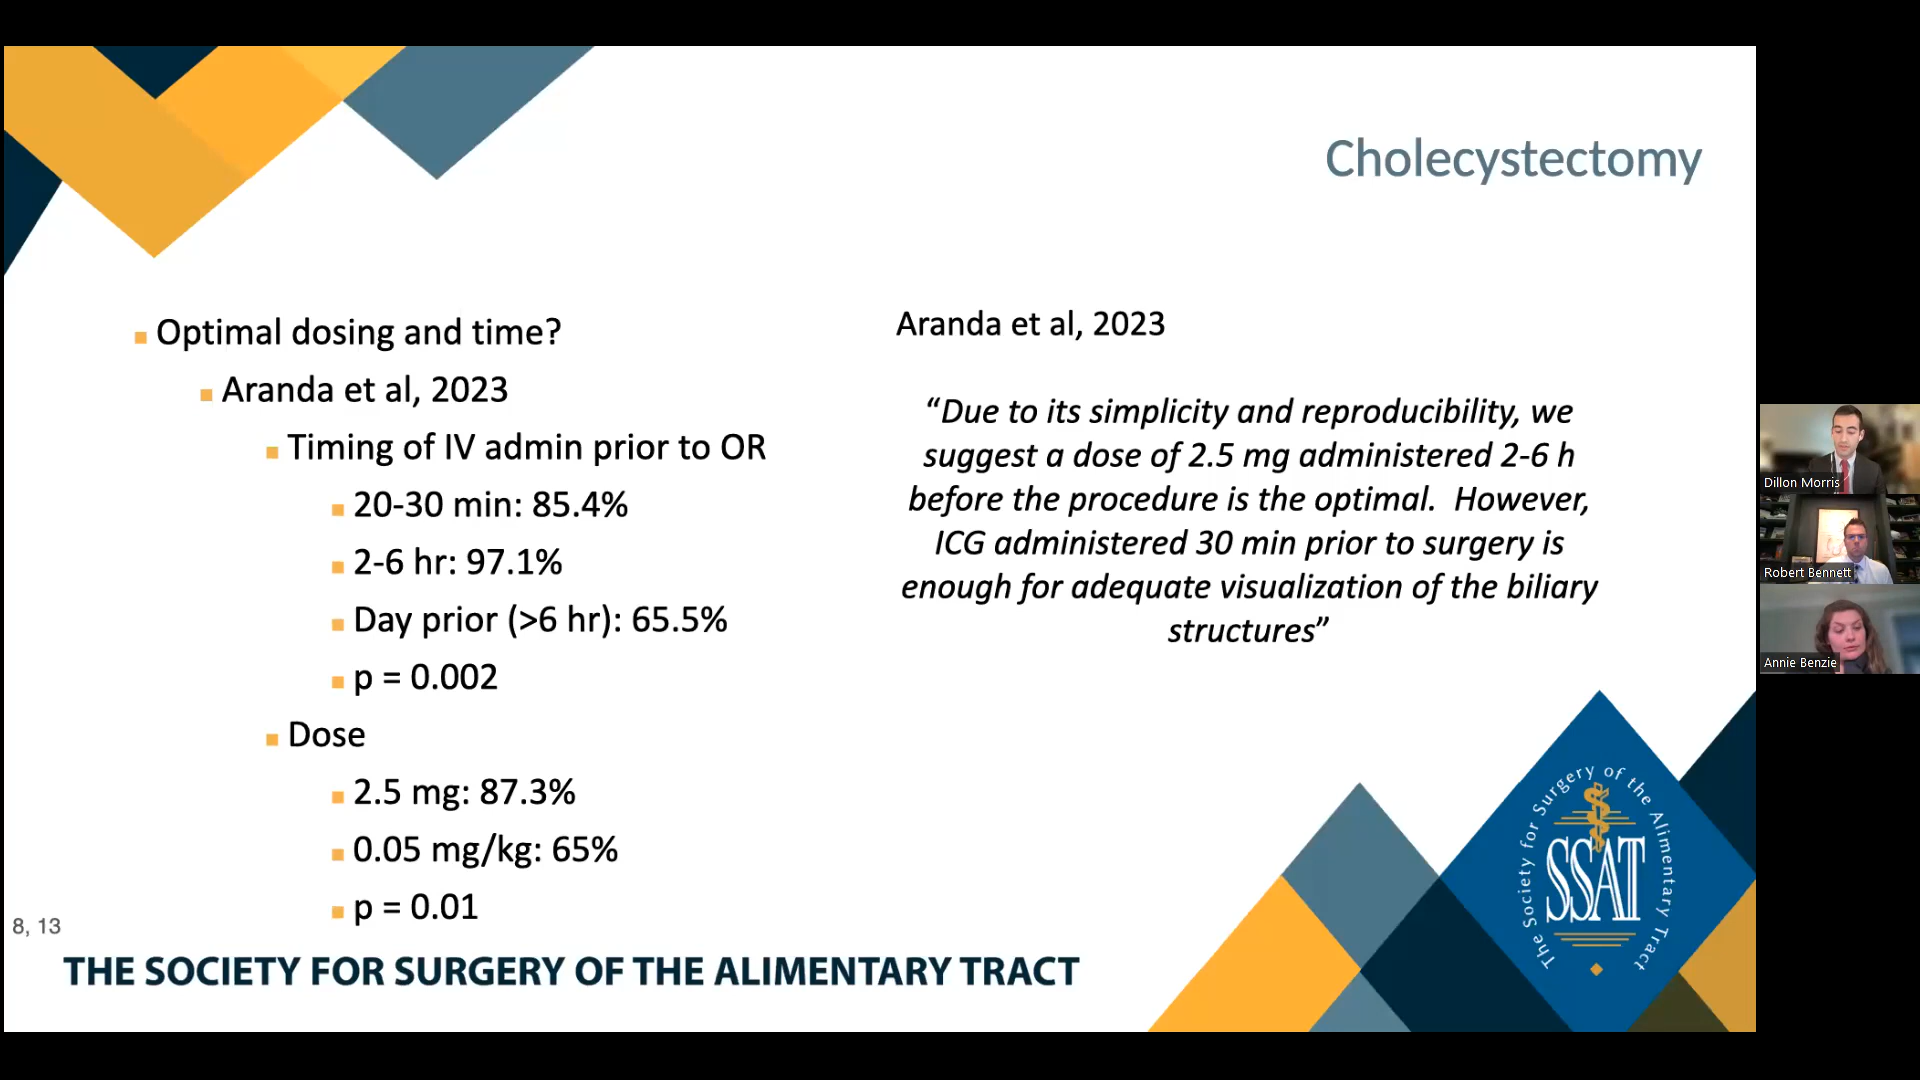 Cholecystectomy
Optimal dosing and time?
Aranda et al, 2023
Timing of IV admin prior to OR
20-30 min: 85.4%
2-6 hr: 97.1%
Day prior (>6 hr): 65.5%
p = 0.002
Dose
2.5 mg: 87.3%
0.05 mg/kg: 65%
p = 0.01
Aranda et al, 2023
“Due to its simplicity and reproducibility, we
suggest a dose of 2.5 mg administered 2-6 h
before the procedure is the optimal. However,
ICG administered 30 min prior to surgery is
enough for adequate visualization of the biliary
structures”
8, 13
THE SOCIETY FOR SURGERY OF THE ALIMENTARY TRACT
The Society for Surgery of the Alimentary Tract
SSAT
Dillon Morris
Robert Bennett
Annie Benzie